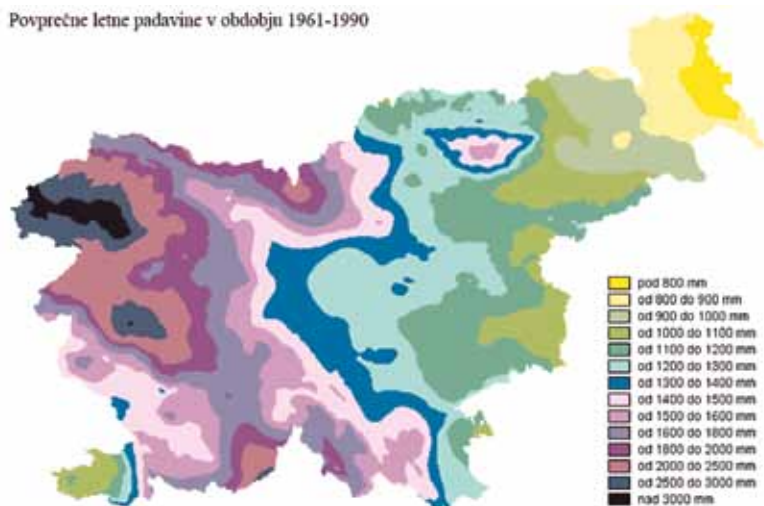 Povprečne letne padavine v obdobju 1961-1990
pod 800 mm
od 800 do 900 mm
od 900 do 1000 mm
od 1000 do 1100 mm
od 1100 do 1200 mm
od 1200 do 1300 mm
od 1300 do 1400 mm
od 1400 do 1500 mm
od 1500 do 1600 mm
od 1600 do 1800 mm
od 1800 do 2000 mm
od 2000 do 2500 mm
od 2500 do 3000 mm
nad 3000 mm